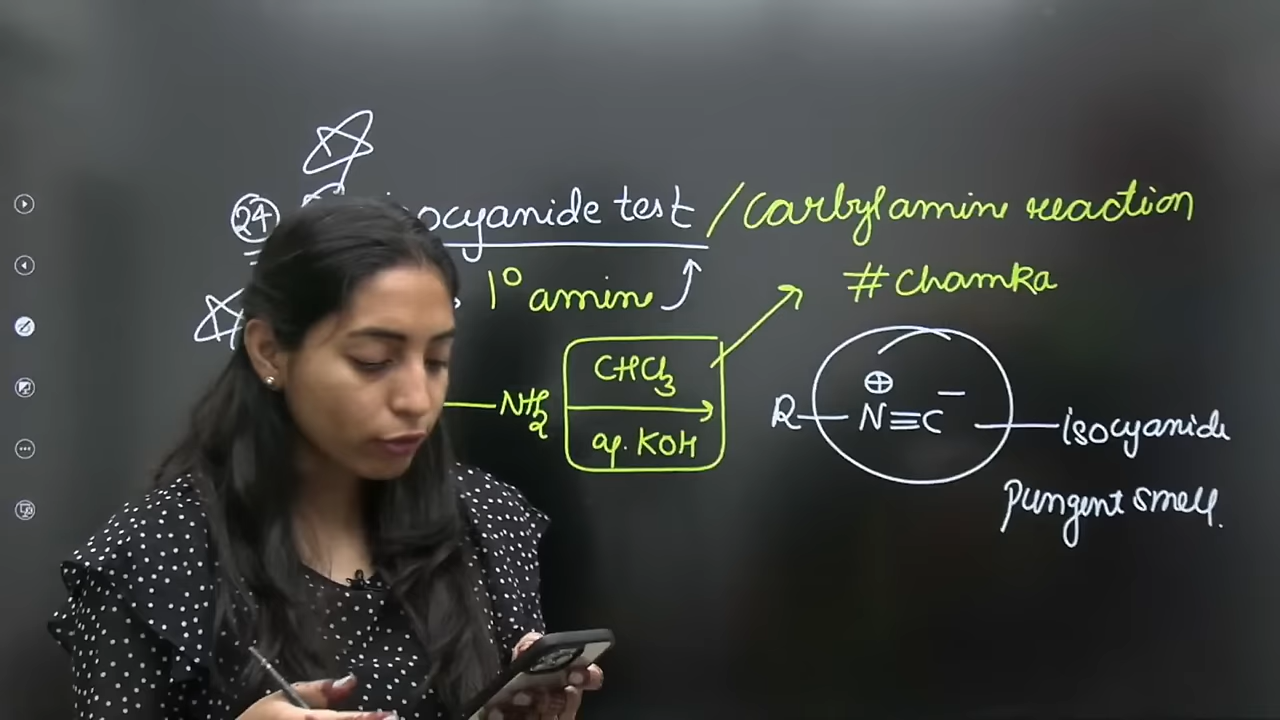 24 isocyanide test / carbylamine reaction
1° amine
#Chamka
—NH2 CHCl3
aq. KOH
R—N⊕≡C⁻ — isocyanide
pungent smell.